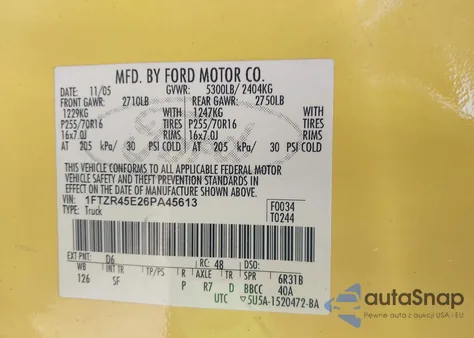 MFD. BY FORD MOTOR CO.
DATE: 11/05 GVWR: 5300LB/ 2404KG
FRONT GAWR: 2710LB REAR GAWR: 2750LB
1229KG WITH 1247KG WITH
P255/70R16 TIRES P255/70R16 TIRES
16x7.0J RIMS 16x7.0J RIMS
AT 205 kPa/ 30 PSI COLD AT 205 kPa/ 30 PSI COLD
THIS VEHICLE CONFORMS TO ALL APPLICABLE FEDERAL MOTOR
VEHICLE SAFETY AND THEFT PREVENTION STANDARDS IN
EFFECT ON THE DATE OF MANUFACTURE SHOWN ABOVE.
VIN: 1FTZR45E26PA45613 F0034
TYPE: Truck T0244
EXT PNT: D6 RC: 48 DSO:
WB INT TR TP/PS R AXLE TR SPR 6R31B
126 SF P R7 D BBCC 40A
UTC 5U5A-1520472-BA
autaSnap
Pewne auta z aukcji USA - EU